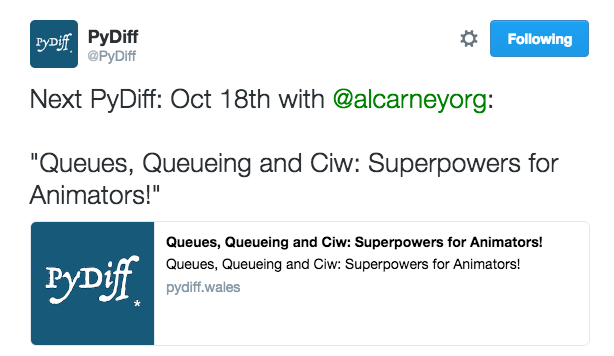 PyDiff.
PyDiff
@PyDiff
Following
Next PyDiff: Oct 18th with @alcarneyorg:
"Queues, Queueing and Ciw: Superpowers for
Animators!"
PyDiff
*
Queues, Queueing and Ciw: Superpowers for Animators!
Queues, Queueing and Ciw: Superpowers for Animators!
pydiff.wales